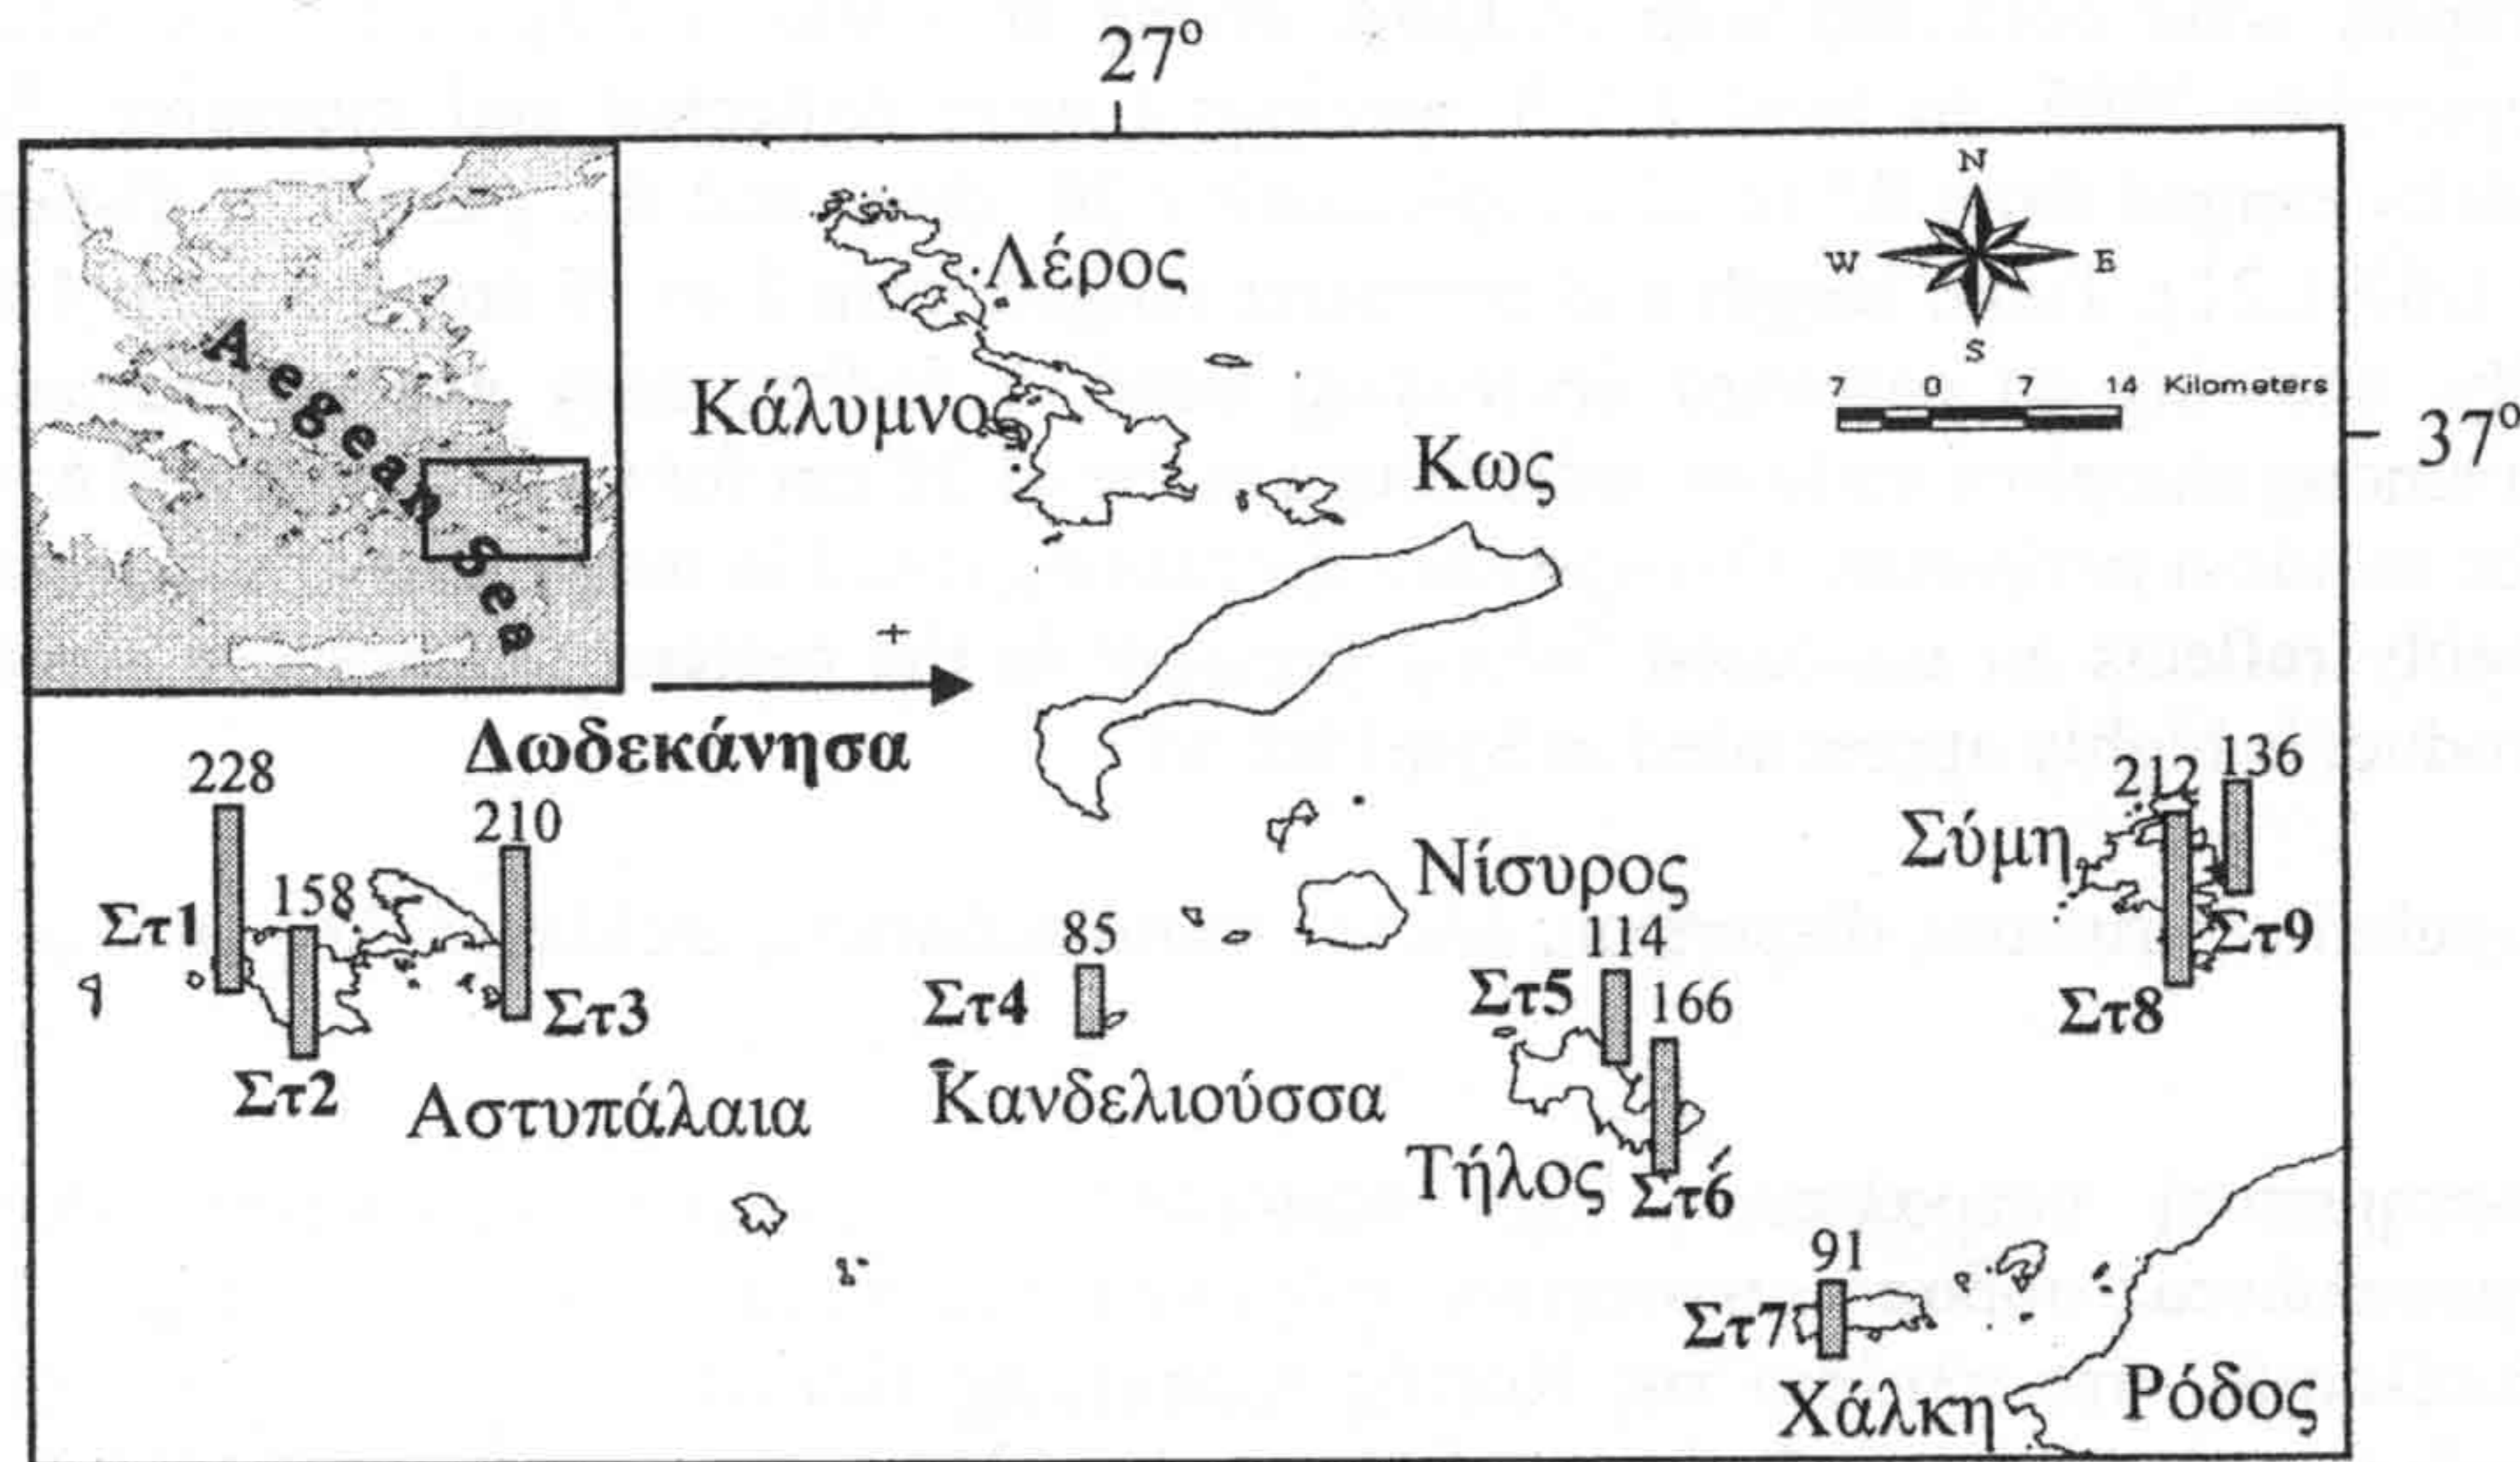 27°
N
W E
S
7 0 7 14 Kilometers
37°
Aegean Sea
Λέρος
Κάλυμνος
Κως
Δωδεκάνησα
228
210
158
Στ1
Στ3
Στ2
Αστυπάλαια
85
Στ4
Κανδελιούσσα
Νίσυρος
114
Στ5
166
Τήλος
Στ6
212
136
Σύμη
Στ9
Στ8
91
Στ7
Χάλκη
Ρόδος